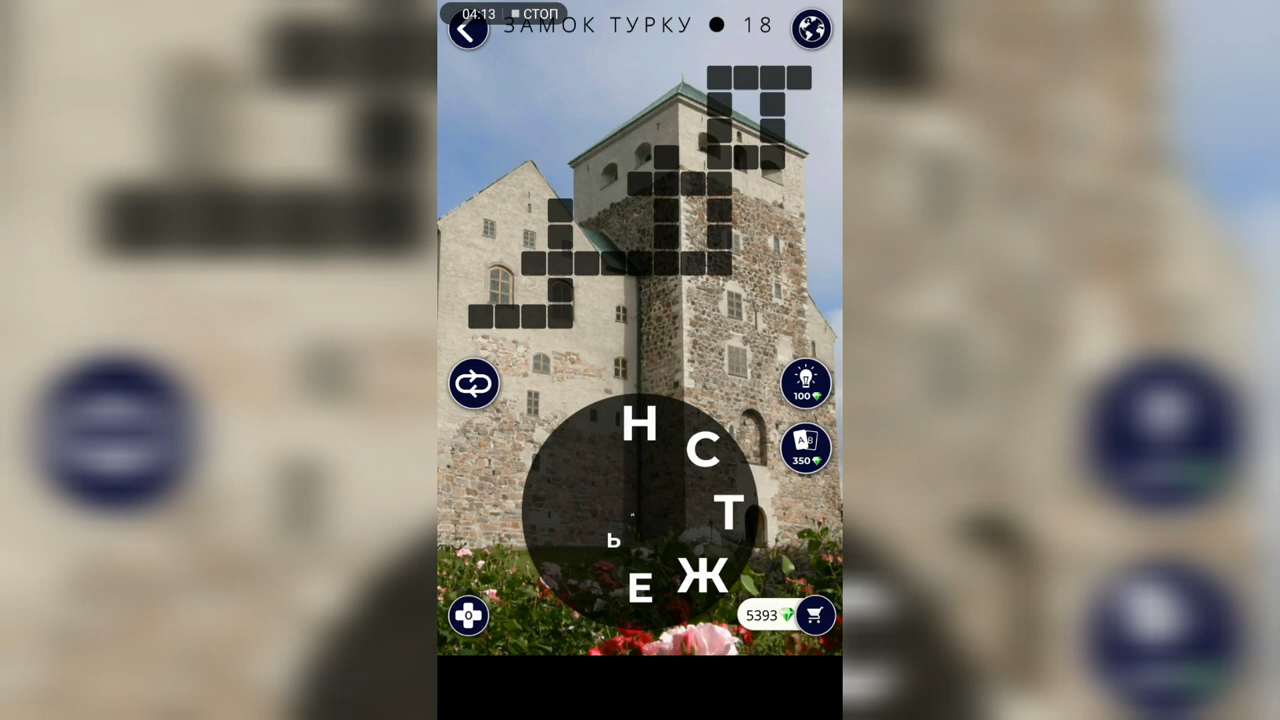 04:13 СТОП
ЗАМОК ТУРКУ ● 18
100
350
Н
С
Т
Ж
Е
Ь
5393